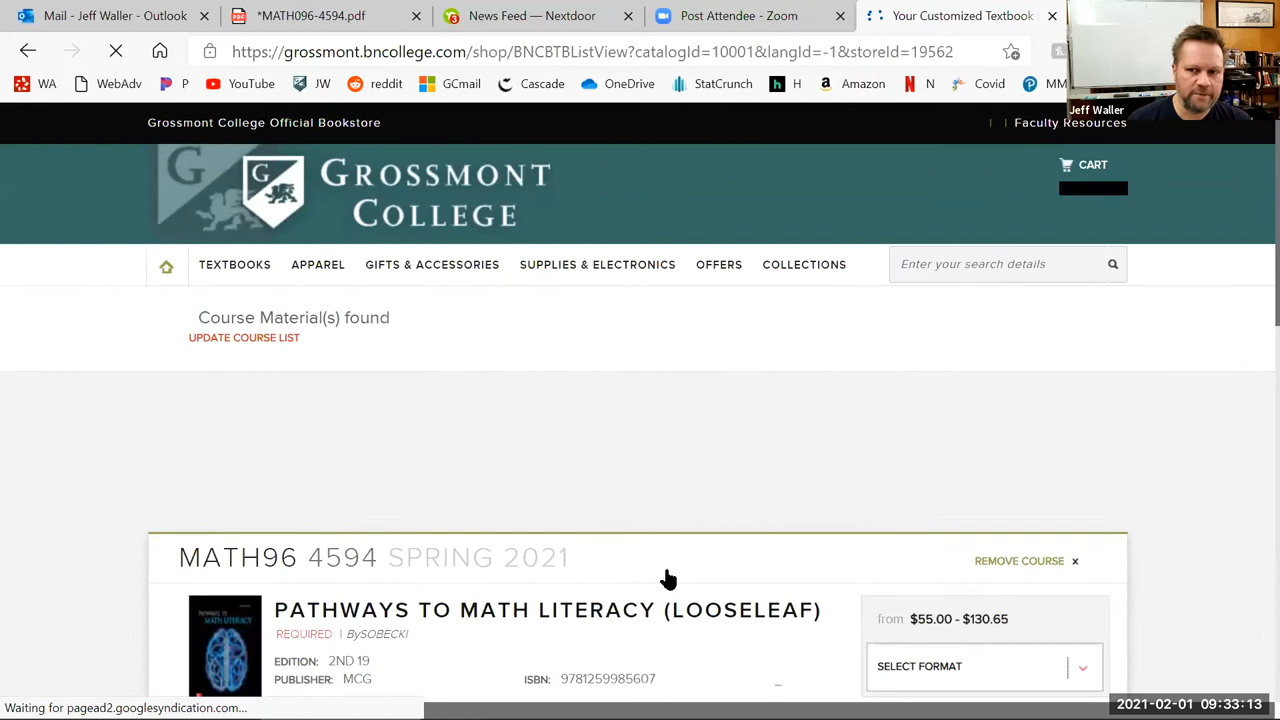 Mail - Jeff Waller - Outlook
*MATH096-4594.pdf
News Feed — Nextdoor
Post Attendee - Zoom
Your Customized Textbook
https://grossmont.bncollege.com/shop/BNCBTBListView?catalogId=10001&langId=-1&storeId=19562
WA
WebAdv
P
YouTube
JW
reddit
GCmail
Cascade
OneDrive
StatCrunch
H
Amazon
N
Covid
MM
Jeff Waller
Grossmont College Official Bookstore
Faculty Resources
GROSSMONT
COLLEGE
CART
TEXTBOOKS
APPAREL
GIFTS & ACCESSORIES
SUPPLIES & ELECTRONICS
OFFERS
COLLECTIONS
Enter your search details
Course Material(s) found
UPDATE COURSE LIST
MATH96 4594 SPRING 2021
REMOVE COURSE x
PATHWAYS TO MATH LITERACY (LOOSELEAF)
from $55.00 - $130.65
REQUIRED | BySOBECKI
EDITION: 2ND 19
SELECT FORMAT
PUBLISHER: MCG
ISBN: 9781259985607
Waiting for pagead2.googlesyndication.com...
2021-02-01 09:33:13